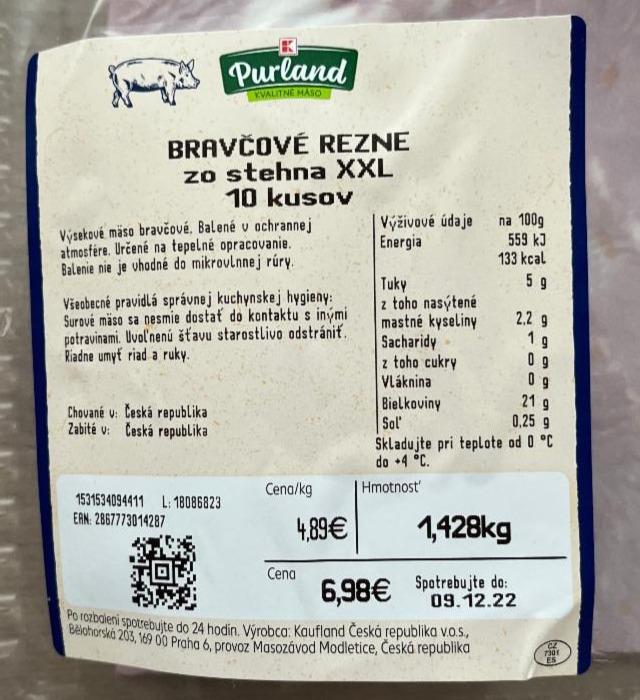 K
Purland
KVALITNÉ MÄSO
BRAVČOVÉ REZNE
zo stehna XXL
10 kusov
Výsekové mäso bravčové. Balené v ochrannej
atmosfére. Určené na tepelné opracovanie.
Balenie nie je vhodné do mikrovlnnej rúry.
Všeobecné pravidlá správnej kuchynskej hygieny:
Surové mäso sa nesmie dostať do kontaktu s inými
potravinami. Uvoľnenú šťavu starostlivo odstrániť.
Riadne umyť riad a ruky.
Chované v: Česká republika
Zabité v: Česká republika
Výživové údaje na 100g
Energia 559 kJ
133 kcal
Tuky 5 g
z toho nasýtené
mastné kyseliny 2,2 g
Sacharidy 1 g
z toho cukry 0 g
Vláknina 0 g
Bielkoviny 21 g
Soľ 0,25 g
Skladujte pri teplote od 0 °C
do +4 °C.
1531534094411 L: 18086823
EAN: 2867773014287
Cena/kg
4,89€
Hmotnosť
1,428kg
Cena
6,98€
Spotrebujte do:
09.12.22
Po rozbalení spotrebujte do 24 hodín. Výrobca: Kaufland Česká republika v.o.s.,
Bělohorská 203, 169 00 Praha 6, provoz Masozávod Modletice, Česká republika
CZ
7301
ES